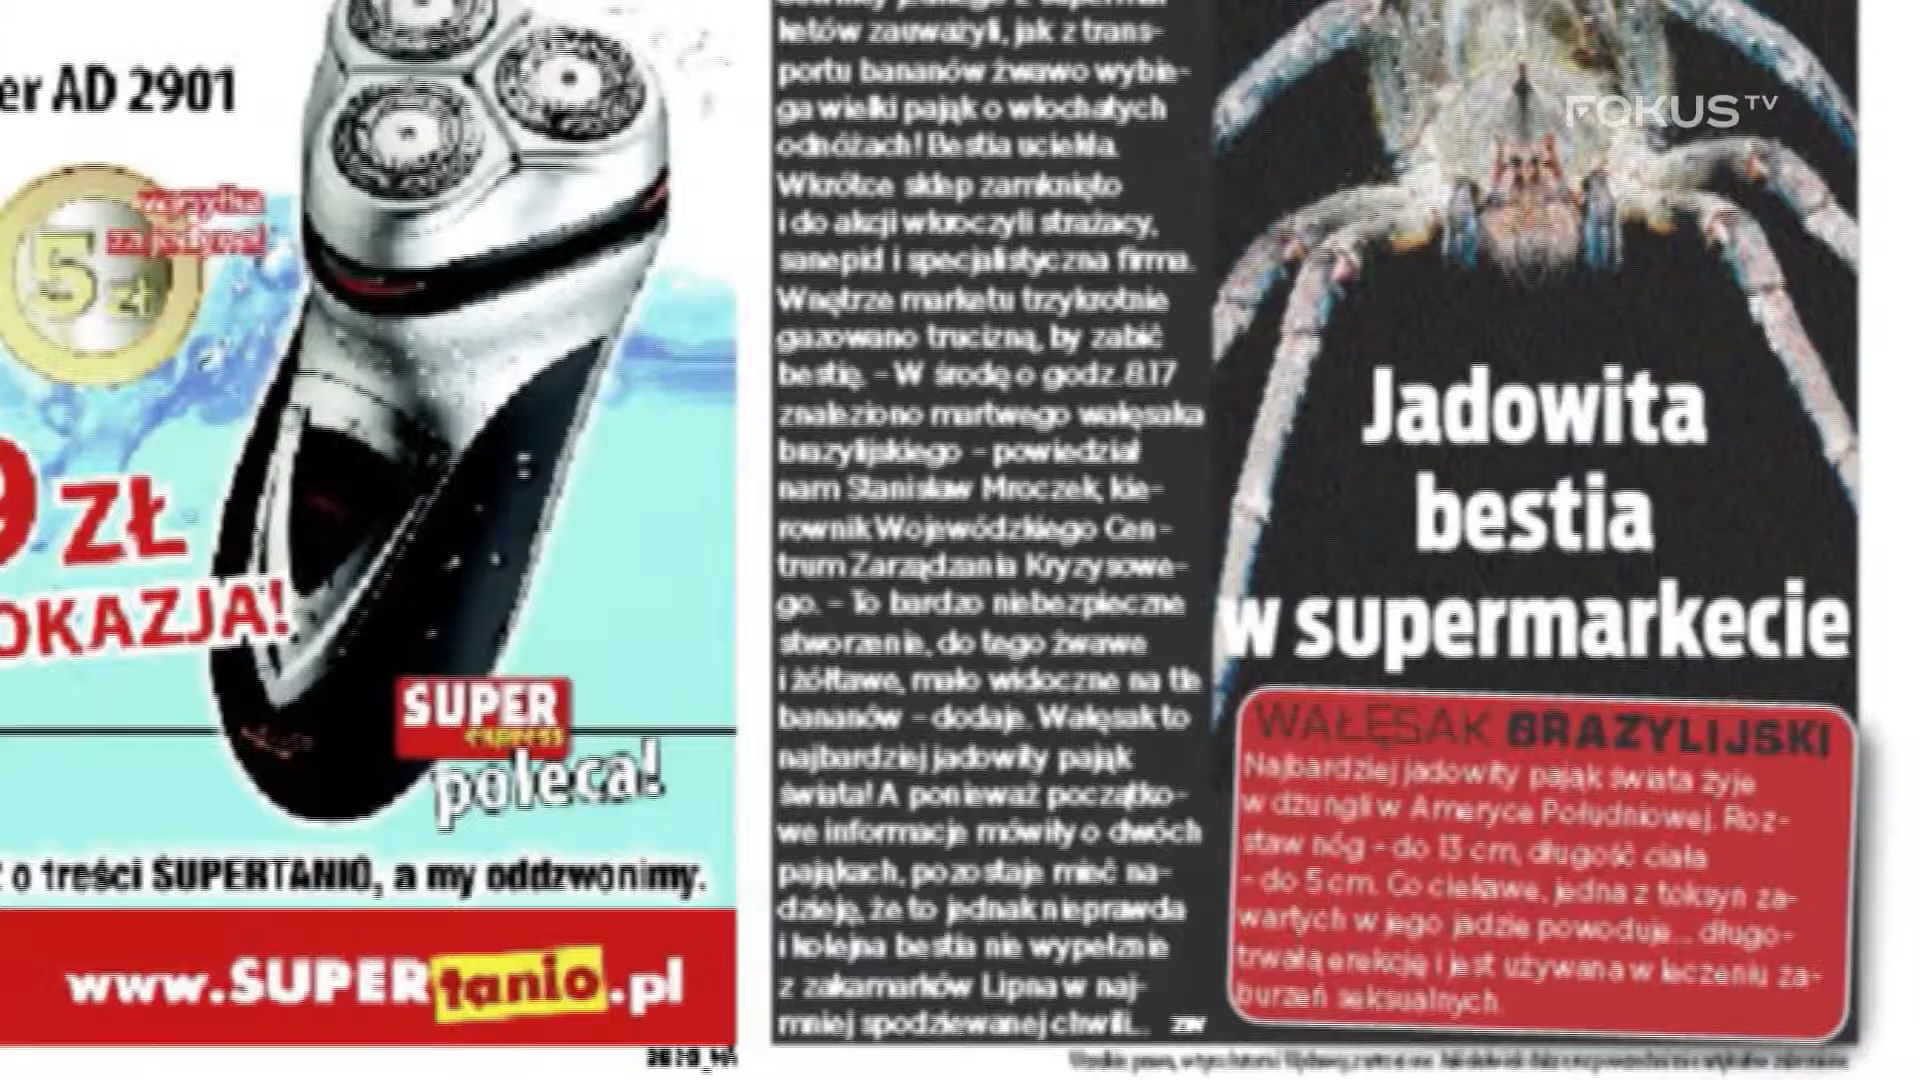 er AD 2901
wysyłka
za jedyne!
5 zł
9 ZŁ
OKAZJA!
SUPER
EXPRESS
poleca!
o treści SUPERTANIO, a my oddzwonimy.
www.SUPERtanio.pl
ketów zauważyli, jak z trans-
portu bananów żwawo wybie-
ga wielki pająk o włochatych
odnóżach! Bestia uciekła.
Wkrótce sklep zamknięto
i do akcji wkroczyli strażacy,
sanepid i specjalistyczna firma.
Wnętrze marketu trzykrotnie
gazowano trucizną, by zabić
bestię. – W środę o godz. 8.17
znaleziono martwego wałęsaka
brazylijskiego – powiedział
nam Stanisław Mroczek, kie-
rownik Wojewódzkiego Cen-
trum Zarządzania Kryzysowe-
go. – To bardzo niebezpieczne
stworzenie, do tego żwawe
i żółtawe, mało widoczne na tle
bananów – dodaje. Wałęsak to
najbardziej jadowity pająk
świata! A ponieważ początko-
we informacje mówiły o dwóch
pająkach, pozostaje mieć na-
dzieję, że to jednak nieprawda
i kolejna bestia nie wypełznie
z zakamarków Lipna w naj-
mniej spodziewanej chwili...
FOKUS TV
Jadowita
bestia
w supermarkecie
WAŁĘSAK BRAZYLIJSKI
Najbardziej jadowity pająk świata żyje
w dżungli w Ameryce Południowej. Roz-
staw nóg – do 13 cm, długość ciała
– do 5 cm. Co ciekawe, jedna z toksyn za-
wartych w jego jadzie powoduje... długo-
trwałą erekcję i jest używana w leczeniu za-
burzeń seksualnych.